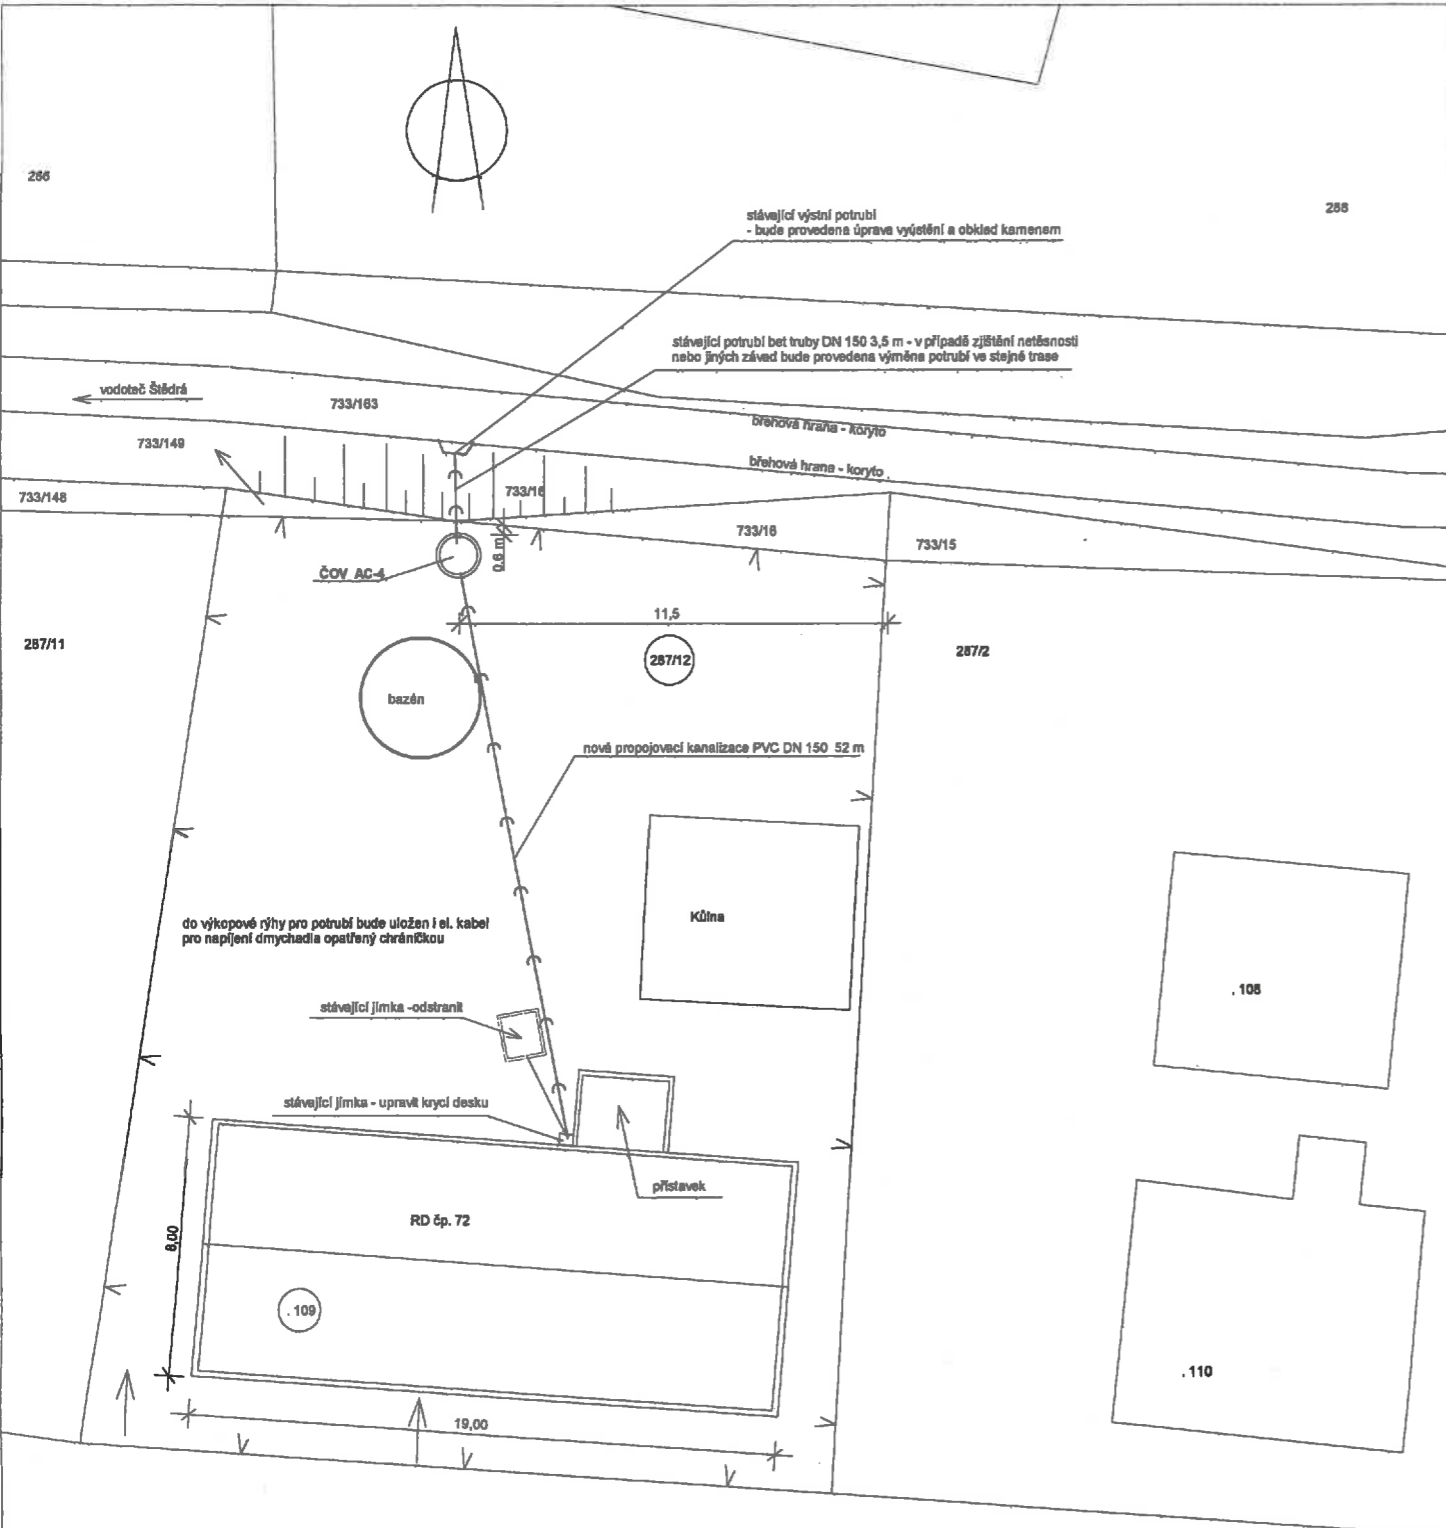 266
288
stávající výstní potrubí
- bude provedena úprava vyústění a obklad kamenem
stávající potrubí bet truby DN 150 3,5 m - v případě zjištění netěsnosti
nebo jiných závad bude provedena výměna potrubí ve stejné trase
vodoteč Štědrá
733/163
břehová hrana - koryto
733/149
břehová hrana - koryto
733/148
733/16
733/16
733/15
0.6 m
ČOV AC-4
11,5
287/11
287/12
287/2
bazén
nová propojovací kanalizace PVC DN 150 52 m
Kůlna
do výkopové rýhy pro potrubí bude uložen i el. kabel
pro napíjení dmychadla opatřený chráničkou
. 108
stávající jímka -odstranit
stávající jímka - upravit krycí desku
přístavek
RD čp. 72
8,00
. 109
. 110
19,00